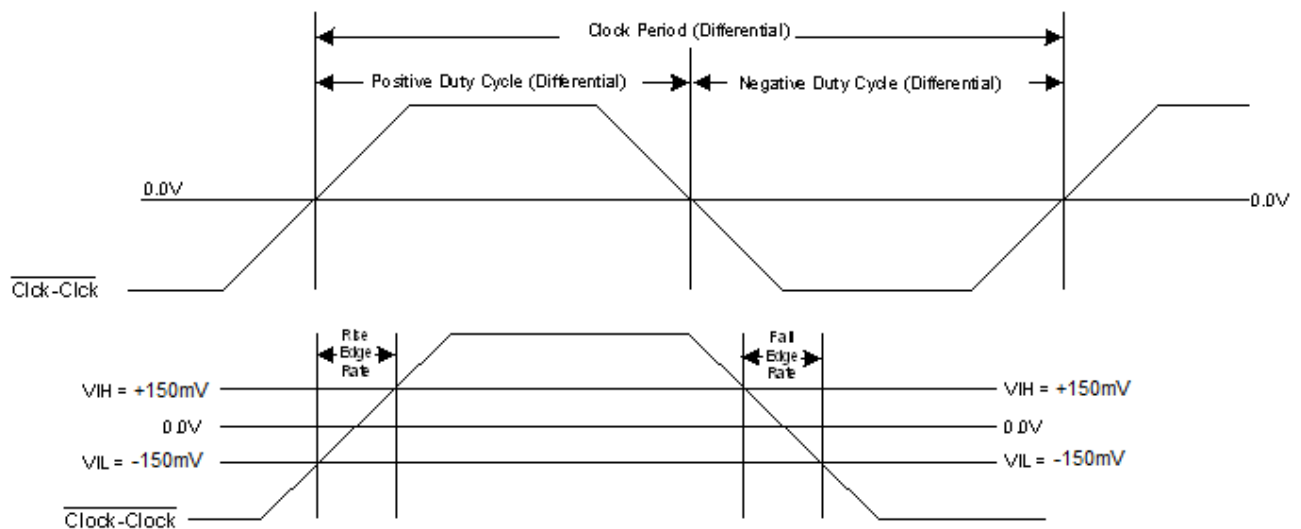 Clock Period (Differential)
Positive Duty Cycle (Differential)
Negative Duty Cycle (Differential)
0.0V
0.0V
Clck-Clck
Rise
Edge
Rate
Fall
Edge
Rate
VIH = +150mV
VIH = +150mV
0.0V
0.0V
VIL = -150mV
VIL = -150mV
Clock-Clock